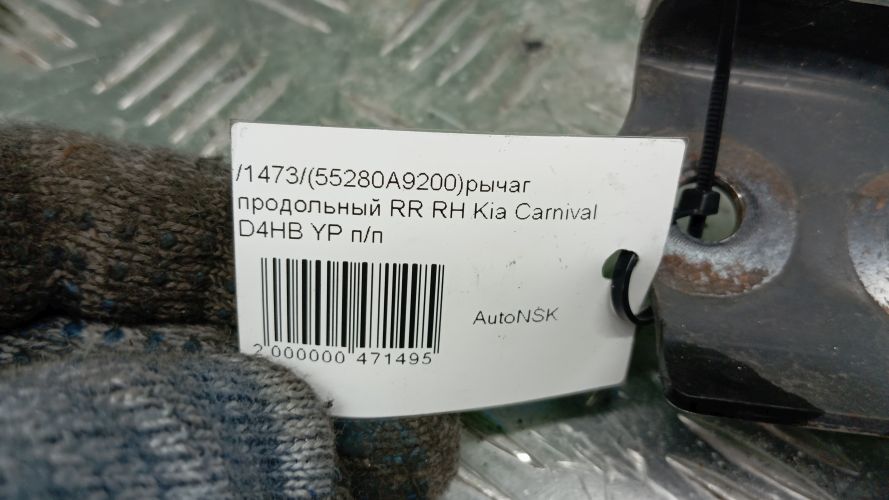 /1473/(55280A9200)рычаг
продольный RR RH Kia Carnival
D4HB YP п/п
AutoNSK
2 000000 471495